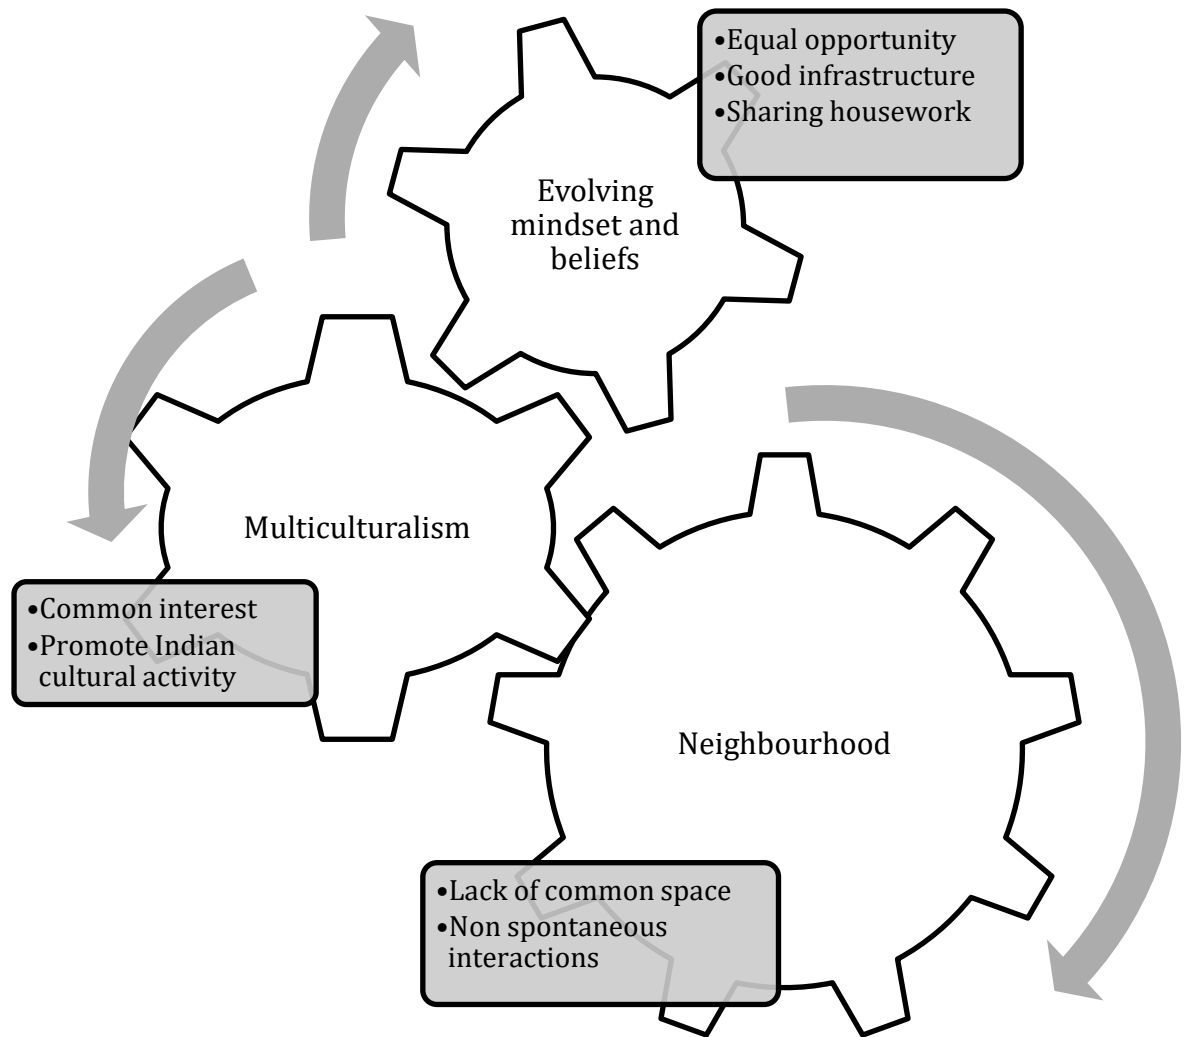 •Equal opportunity
•Good infrastructure
•Sharing housework
Evolving
mindset and
beliefs
Multiculturalism
•Common interest
•Promote Indian
cultural activity
Neighbourhood
•Lack of common space
•Non spontaneous
interactions